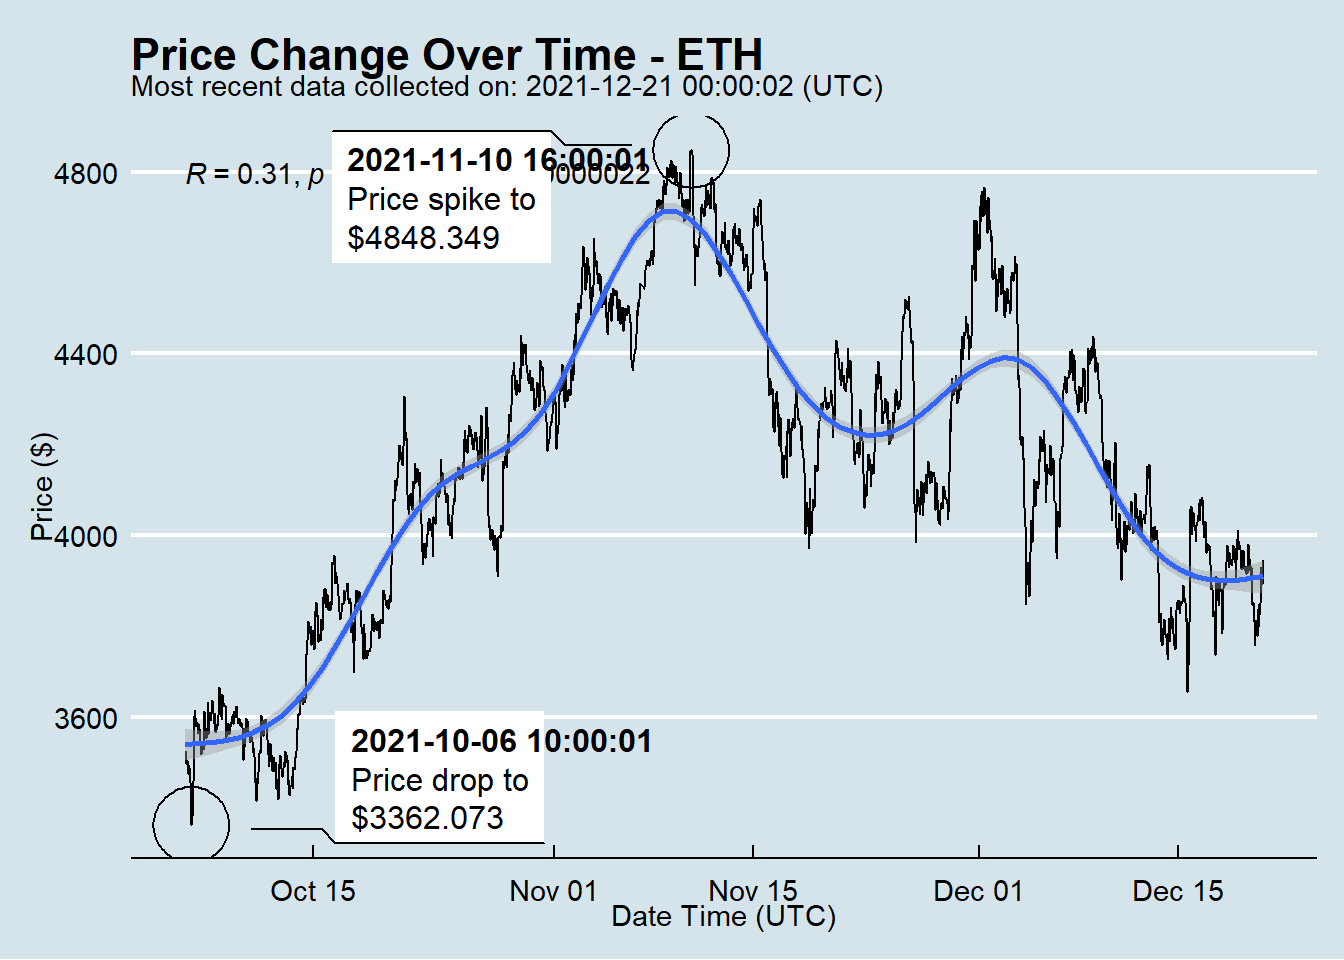 Price Change Over Time - ETH
Most recent data collected on: 2021-12-21 00:00:02 (UTC)
2021-11-10 16:00:01
R = 0.31, p
000022
Price spike to
$4848.349
4800
4400
4000
3600
Price ($)
2021-10-06 10:00:01
Price drop to
$3362.073
Oct 15
Nov 01
Nov 15
Dec 01
Dec 15
Date Time (UTC)